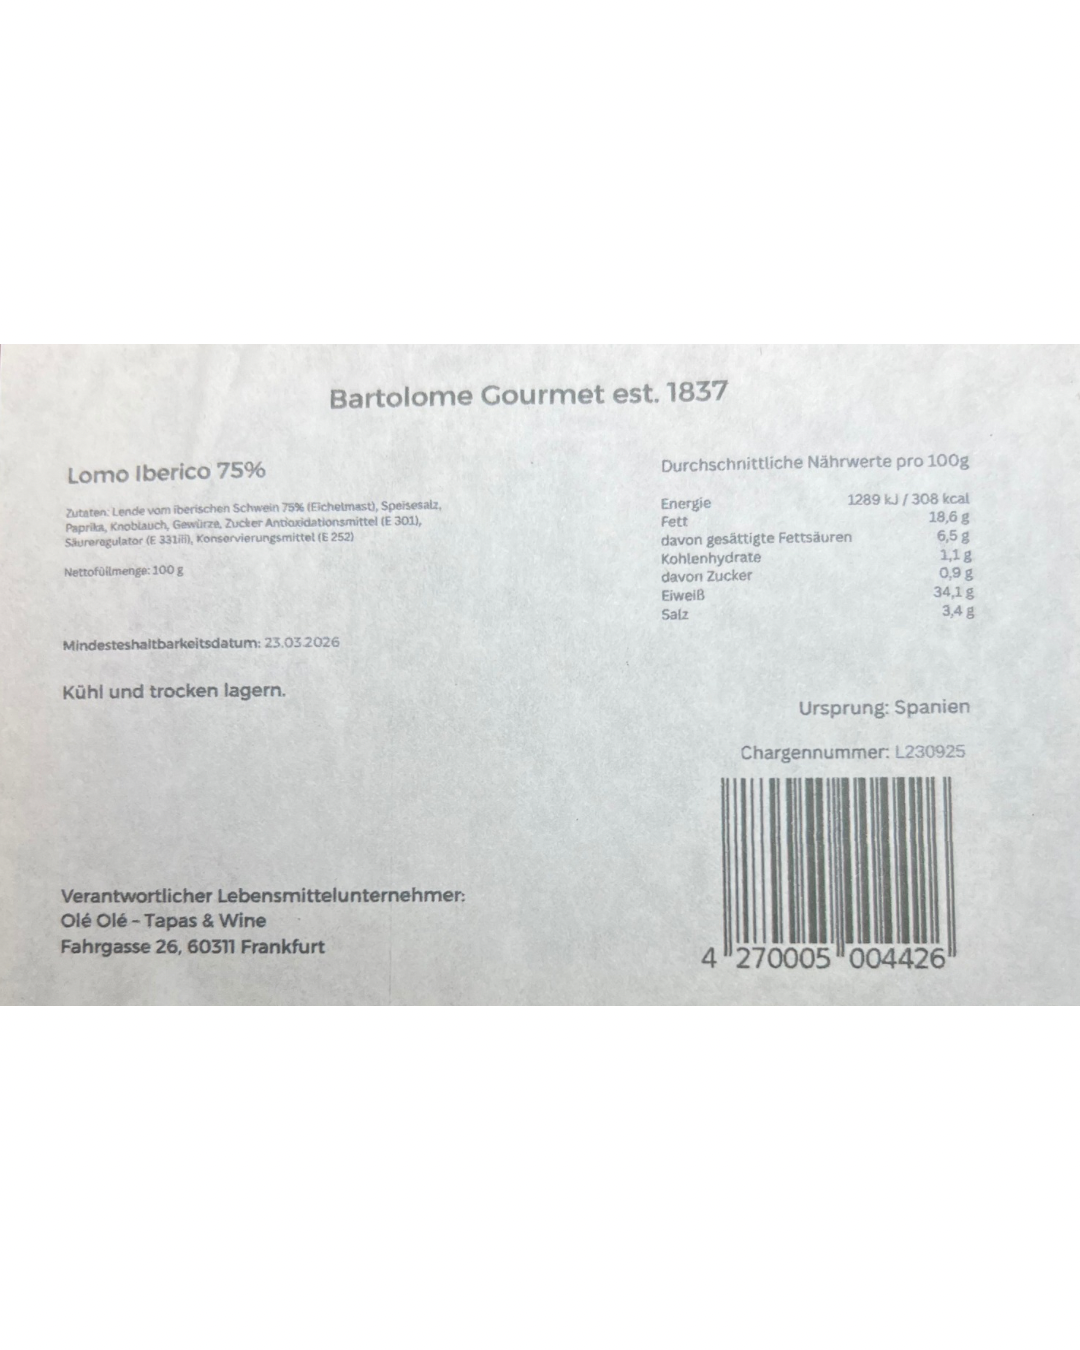 Bartolome Gourmet est. 1837
Lomo Iberico 75%
Zutaten: Lende vom iberischen Schwein 75% (Eichelmast), Speisesalz,
Paprika, Knoblauch, Gewürze, Zucker Antioxidationsmittel (E 301),
Säureregulator (E 331iii), Konservierungsmittel (E 252)
Nettofüllmenge: 100 g
Mindesteshaltbarkeitsdatum: 23.03.2026
Kühl und trocken lagern.
Verantwortlicher Lebensmittelunternehmer:
Olé Olé - Tapas & Wine
Fahrgasse 26, 60311 Frankfurt
Durchschnittliche Nährwerte pro 100g
Energie 1289 kJ / 308 kcal
Fett 18,6 g
davon gesättigte Fettsäuren 6,5 g
Kohlenhydrate 1,1 g
davon Zucker 0,9 g
Eiweiß 34,1 g
Salz 3,4 g
Ursprung: Spanien
Chargennummer: L230925
4 270005 004426